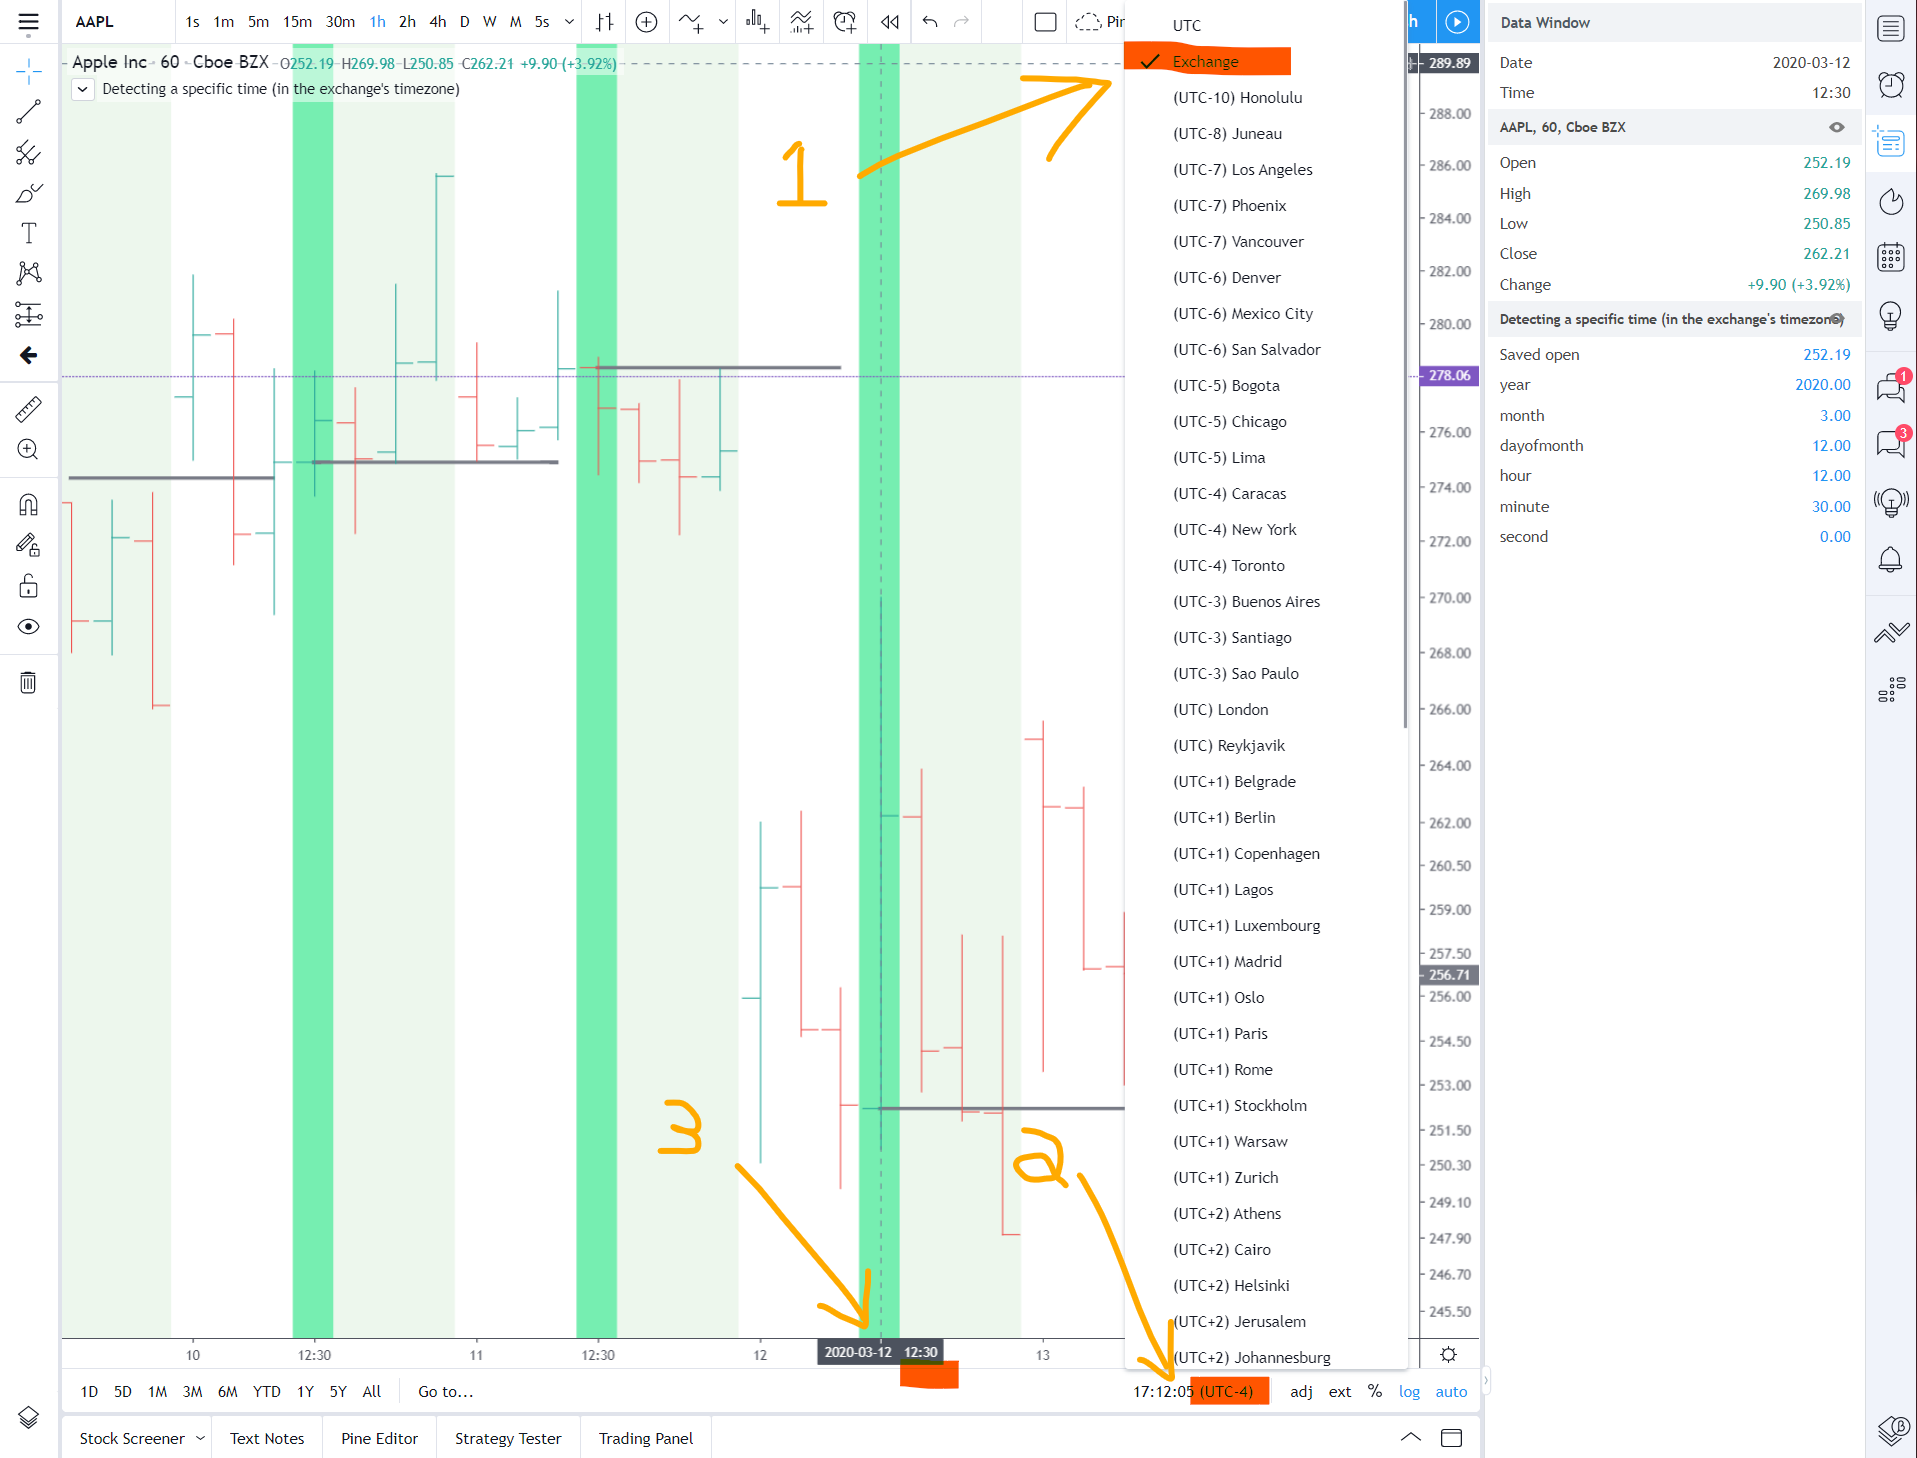 AAPL 1s 1m 5m 15m 30m 1h 2h 4h D W M 5s
Apple Inc · 60 · Cboe BZX O252.19 H269.98 L250.85 C262.21 +9.90 (+3.92%)
Detecting a specific time (in the exchange's timezone)
1
3
2
UTC
Exchange
(UTC-10) Honolulu
(UTC-8) Juneau
(UTC-7) Los Angeles
(UTC-7) Phoenix
(UTC-7) Vancouver
(UTC-6) Denver
(UTC-6) Mexico City
(UTC-6) San Salvador
(UTC-5) Bogota
(UTC-5) Chicago
(UTC-5) Lima
(UTC-4) Caracas
(UTC-4) New York
(UTC-4) Toronto
(UTC-3) Buenos Aires
(UTC-3) Santiago
(UTC-3) Sao Paulo
(UTC) London
(UTC) Reykjavik
(UTC+1) Belgrade
(UTC+1) Berlin
(UTC+1) Copenhagen
(UTC+1) Lagos
(UTC+1) Luxembourg
(UTC+1) Madrid
(UTC+1) Oslo
(UTC+1) Paris
(UTC+1) Rome
(UTC+1) Stockholm
(UTC+1) Warsaw
(UTC+1) Zurich
(UTC+2) Athens
(UTC+2) Cairo
(UTC+2) Helsinki
(UTC+2) Jerusalem
(UTC+2) Johannesburg
289.89
288.00
286.00
284.00
282.00
280.00
278.06
276.00
274.00
272.00
270.00
268.00
266.00
264.00
262.00
260.50
259.00
257.50
256.71
256.00
254.50
253.00
251.50
250.30
249.10
247.90
246.70
245.50
10 12:30 11 12:30 12 2020-03-12 12:30 13
1D 5D 1M 3M 6M YTD 1Y 5Y All Go to... 17:12:05 (UTC-4) adj ext % log auto
Stock Screener Text Notes Pine Editor Strategy Tester Trading Panel
Data Window
Date 2020-03-12
Time 12:30
AAPL, 60, Cboe BZX
Open 252.19
High 269.98
Low 250.85
Close 262.21
Change +9.90 (+3.92%)
Detecting a specific time (in the exchange's timezone)
Saved open 252.19
year 2020.00
month 3.00
dayofmonth 12.00
hour 12.00
minute 30.00
second 0.00
1
3